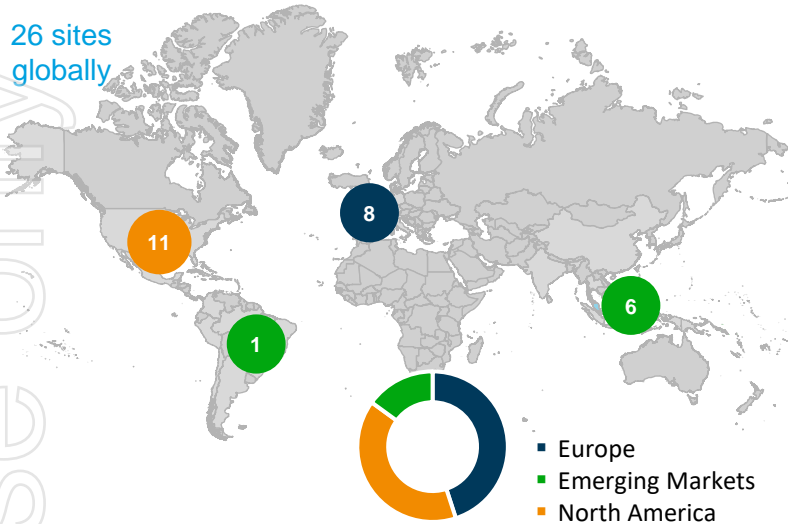 26 sites
globally
8
11
6
1
Europe
Emerging Markets
North America